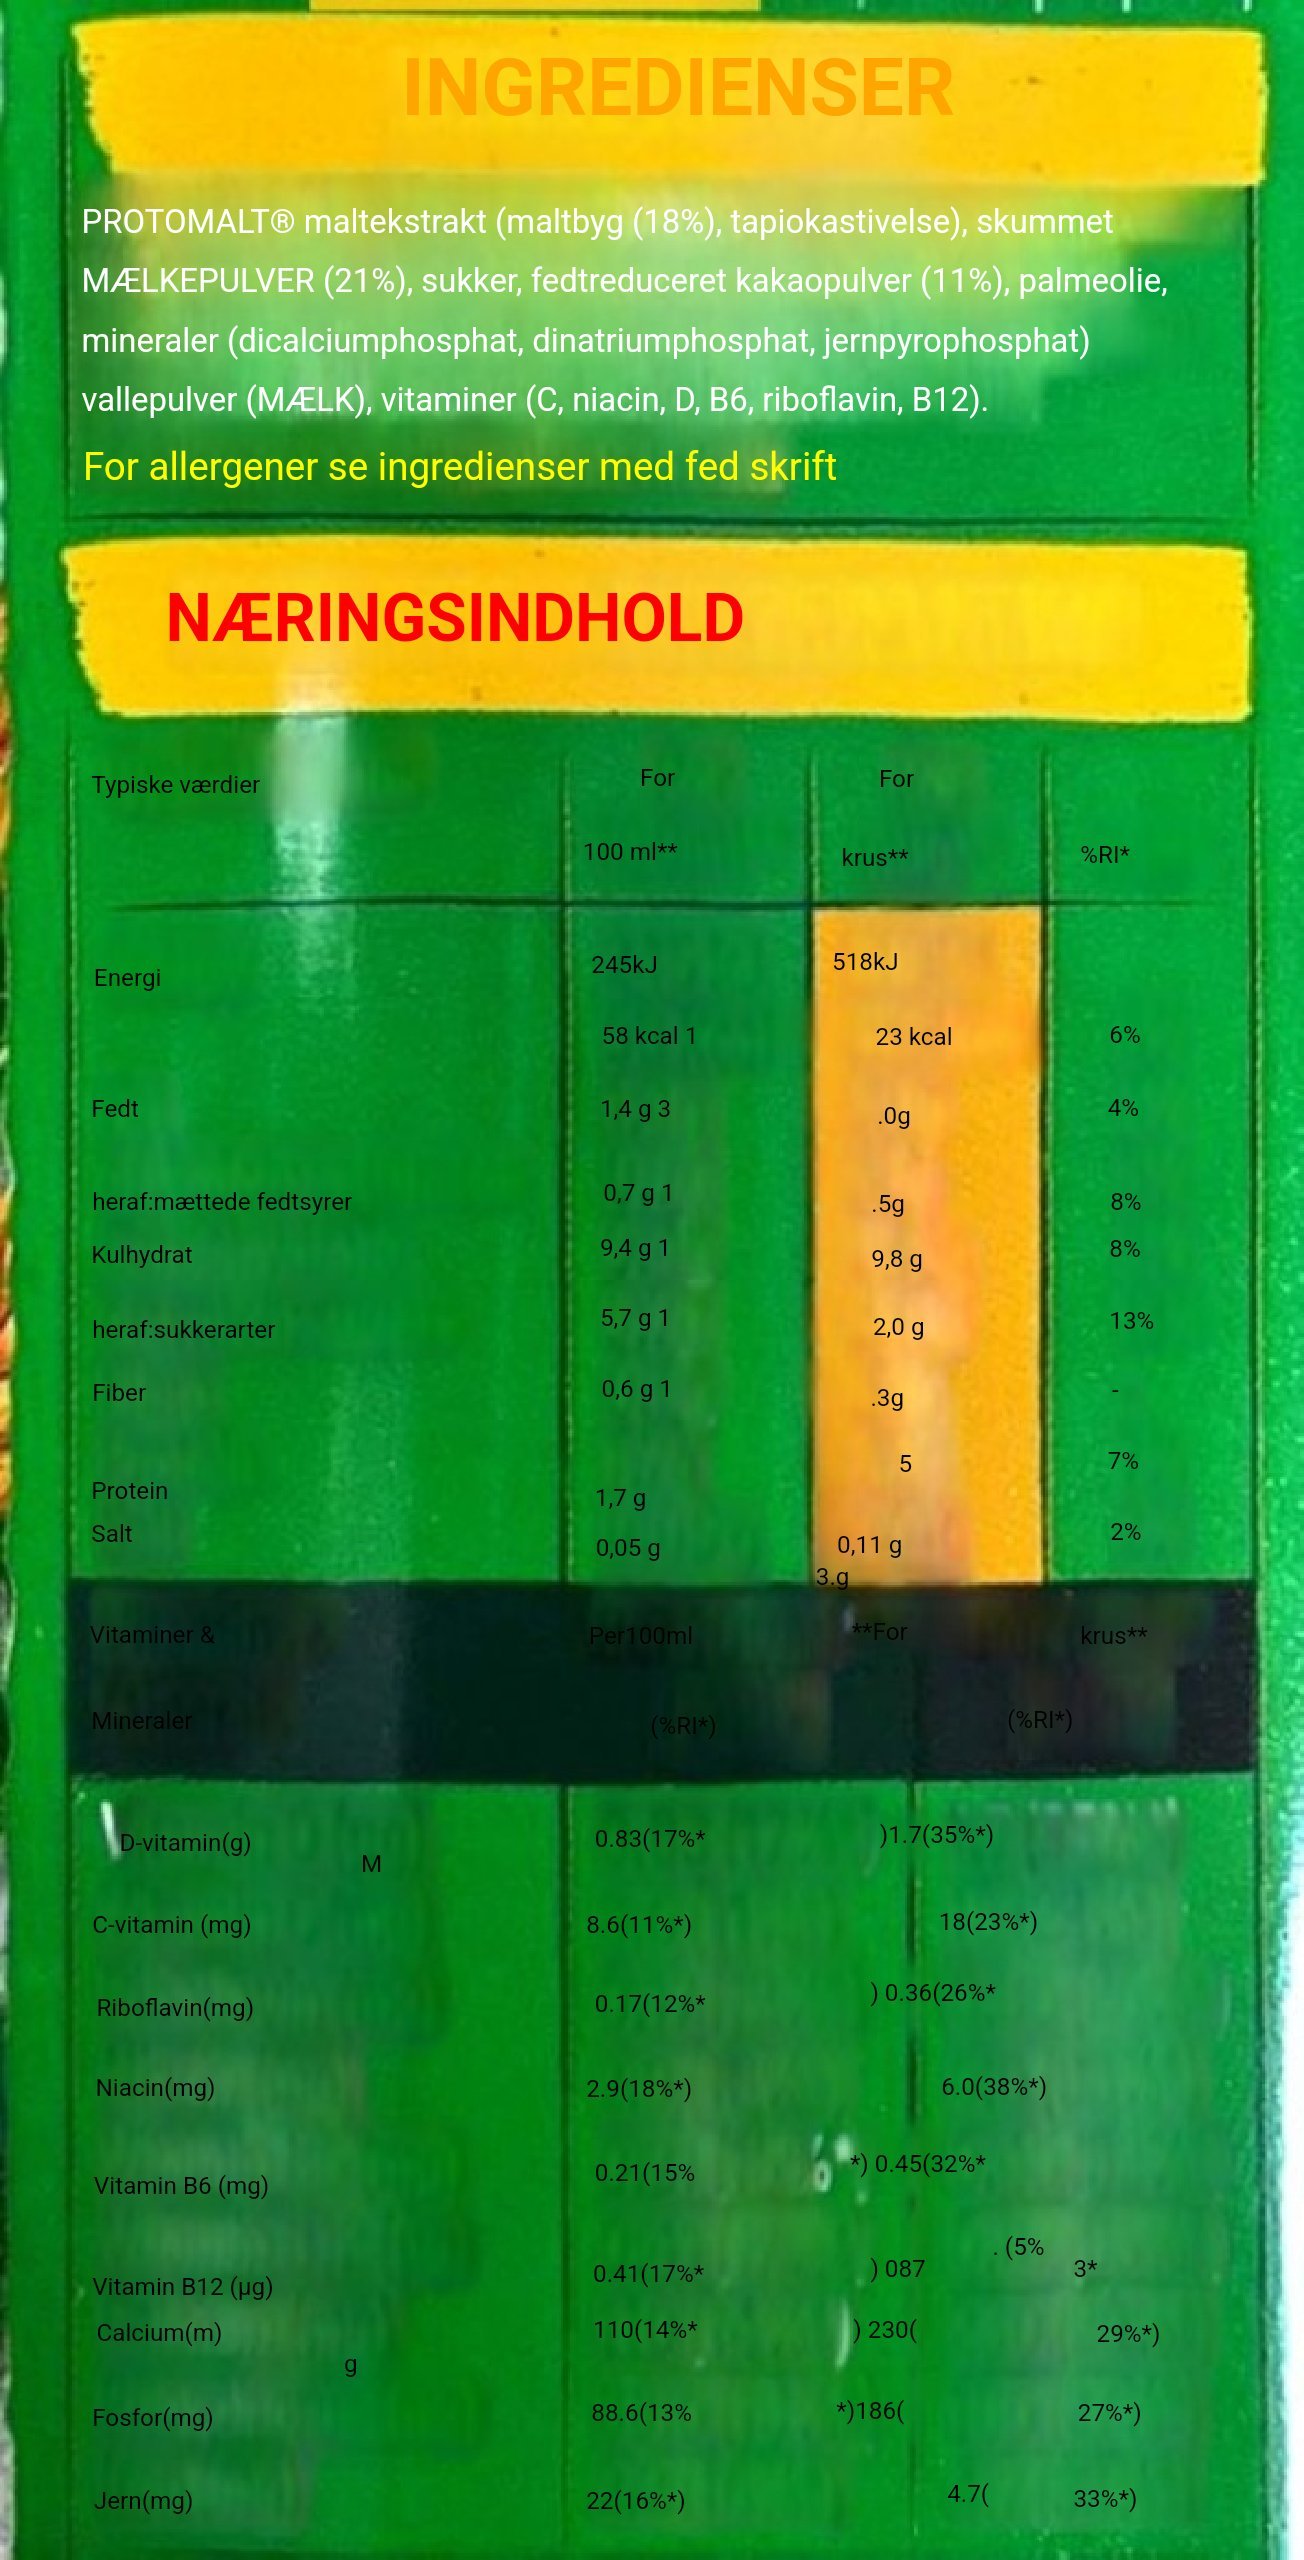 INGREDIENSER
PROTOMALT® maltekstrakt (maltbyg (18%), tapiokastivelse), skummet
MÆLKEPULVER (21%), sukker, fedtreduceret kakaopulver (11%), palmeolie,
mineraler (dicalciumphosphat, dinatriumphosphat, jernpyrophosphat)
vallepulver (MÆLK), vitaminer (C, niacin, D, B6, riboflavin, B12).
For allergener se ingredienser med fed skrift
NÆRINGSINDHOLD
Typiske værdier For For
100 ml** krus** %RI*
Energi 245kJ 518kJ
58 kcal 1 23 kcal 6%
Fedt 1,4 g 3 .0g 4%
heraf:mættede fedtsyrer 0,7 g 1 .5g 8%
Kulhydrat 9,4 g 1 9,8 g 8%
heraf:sukkerarter 5,7 g 1 2,0 g 13%
Fiber 0,6 g 1 .3g -
5 7%
Protein 1,7 g
Salt 0,05 g 0,11 g 2%
3.g
Vitaminer & Per100ml **For krus**
Mineraler (%RI*) (%RI*)
D-vitamin(g) 0.83(17%* )1.7(35%*)
M
C-vitamin (mg) 8.6(11%*) 18(23%*)
Riboflavin(mg) 0.17(12%* ) 0.36(26%*
Niacin(mg) 2.9(18%*) 6.0(38%*)
Vitamin B6 (mg) 0.21(15% *) 0.45(32%*
. (5%
Vitamin B12 (µg) 0.41(17%* ) 087 3*
Calcium(m) 110(14%* ) 230( 29%*)
g
Fosfor(mg) 88.6(13% *)186( 27%*)
Jern(mg) 22(16%*) 4.7( 33%*)